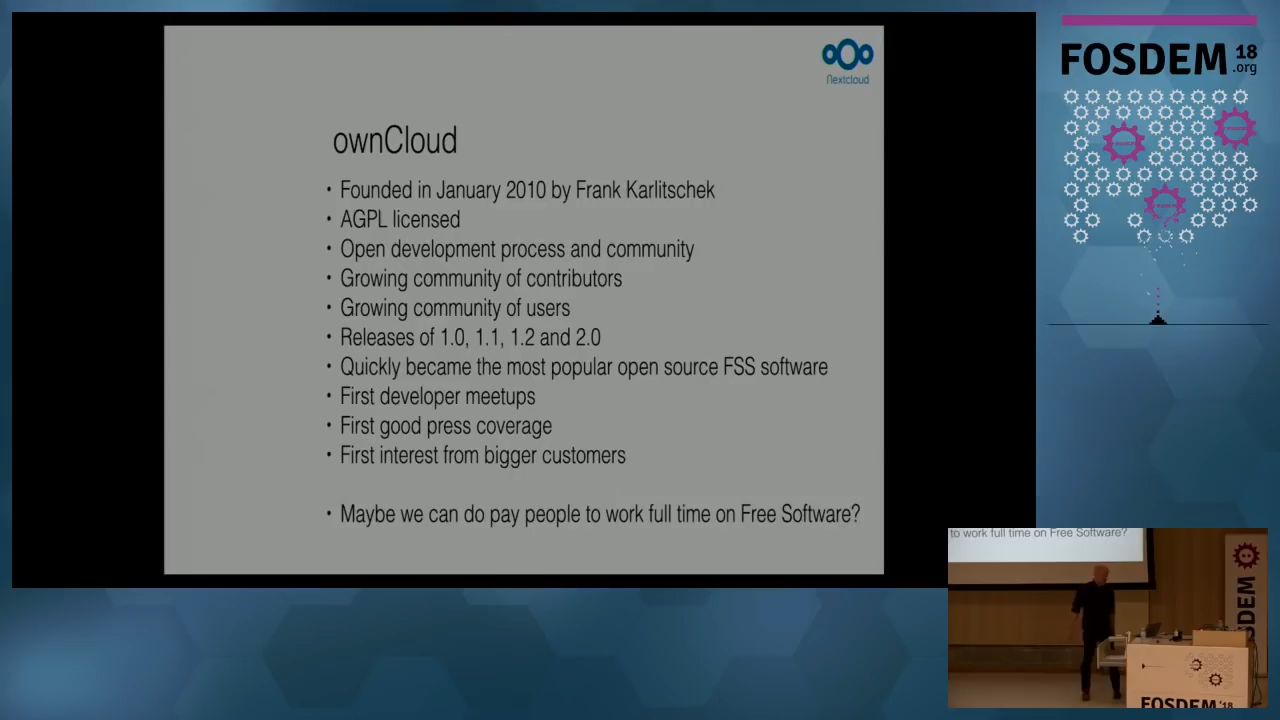 Nextcloud
ownCloud
• Founded in January 2010 by Frank Karlitschek
• AGPL licensed
• Open development process and community
• Growing community of contributors
• Growing community of users
• Releases of 1.0, 1.1, 1.2 and 2.0
• Quickly became the most popular open source FSS software
• First developer meetups
• First good press coverage
• First interest from bigger customers
• Maybe we can do pay people to work full time on Free Software?
FOSDEM 18
.org
to work full time on Free Software?
SDEM
FOSDEM '18